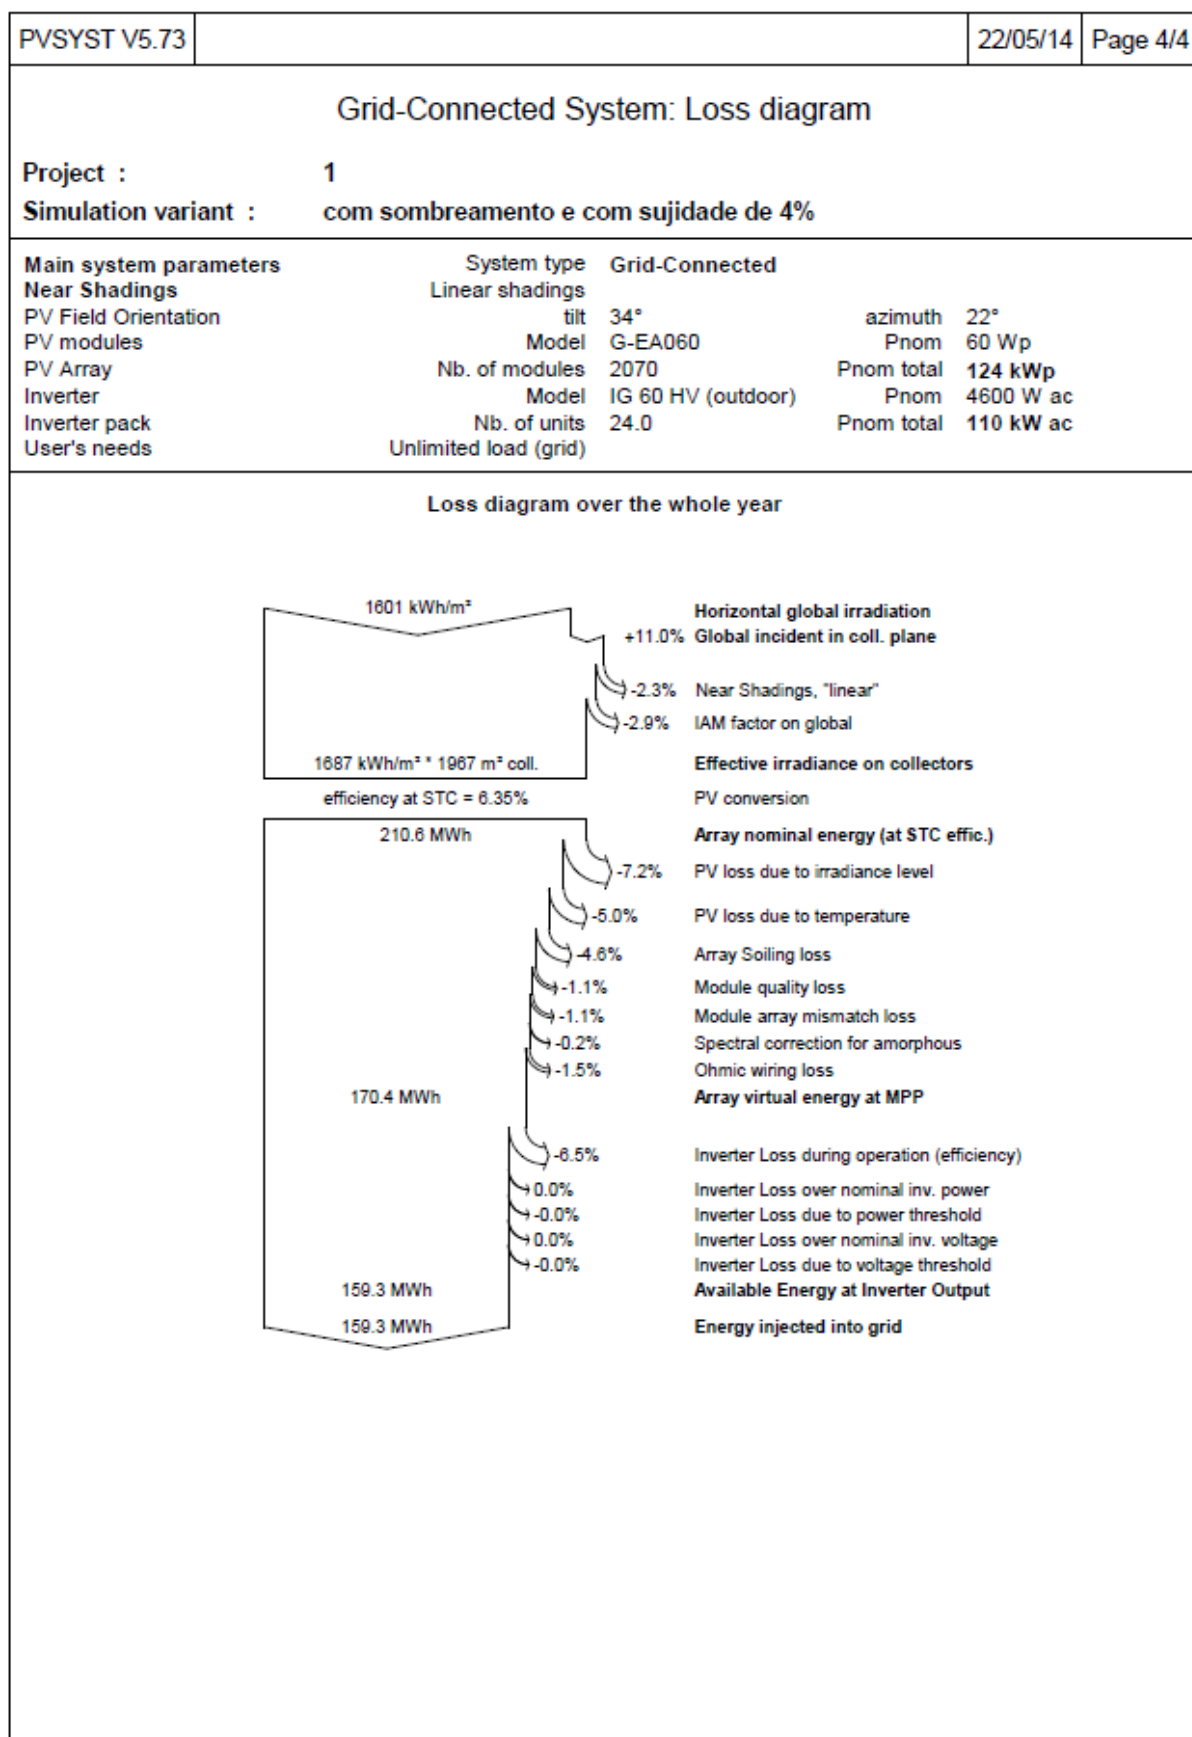 PVSYST V5.73 22/05/14 Page 4/4
Grid-Connected System: Loss diagram
Project : 1
Simulation variant : com sombreamento e com sujidade de 4%
Main system parameters System type Grid-Connected
Near Shadings Linear shadings
PV Field Orientation tilt 34° azimuth 22°
PV modules Model G-EA060 Pnom 60 Wp
PV Array Nb. of modules 2070 Pnom total 124 kWp
Inverter Model IG 60 HV (outdoor) Pnom 4600 W ac
Inverter pack Nb. of units 24.0 Pnom total 110 kW ac
User's needs Unlimited load (grid)
Loss diagram over the whole year
1601 kWh/m² Horizontal global irradiation
+11.0% Global incident in coll. plane
-2.3% Near Shadings, "linear"
-2.9% IAM factor on global
1687 kWh/m² * 1967 m² coll. Effective irradiance on collectors
efficiency at STC = 6.35% PV conversion
210.6 MWh Array nominal energy (at STC effic.)
-7.2% PV loss due to irradiance level
-5.0% PV loss due to temperature
-4.6% Array Soiling loss
-1.1% Module quality loss
-1.1% Module array mismatch loss
-0.2% Spectral correction for amorphous
-1.5% Ohmic wiring loss
170.4 MWh Array virtual energy at MPP
-6.5% Inverter Loss during operation (efficiency)
0.0% Inverter Loss over nominal inv. power
-0.0% Inverter Loss due to power threshold
0.0% Inverter Loss over nominal inv. voltage
-0.0% Inverter Loss due to voltage threshold
159.3 MWh Available Energy at Inverter Output
159.3 MWh Energy injected into grid